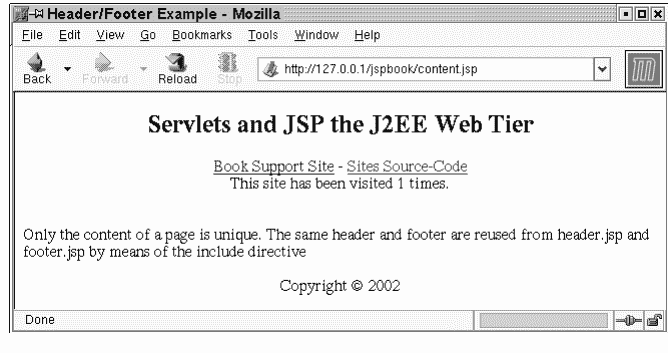 Header/Footer Example - Mozilla
File Edit View Go Bookmarks Tools Window Help
Back Forward Reload Stop http://127.0.0.1/jspbook/content.jsp
Servlets and JSP the J2EE Web Tier
Book Support Site - Sites Source-Code
This site has been visited 1 times.
Only the content of a page is unique. The same header and footer are reused from header.jsp and
footer.jsp by means of the include directive
Copyright © 2002
Done